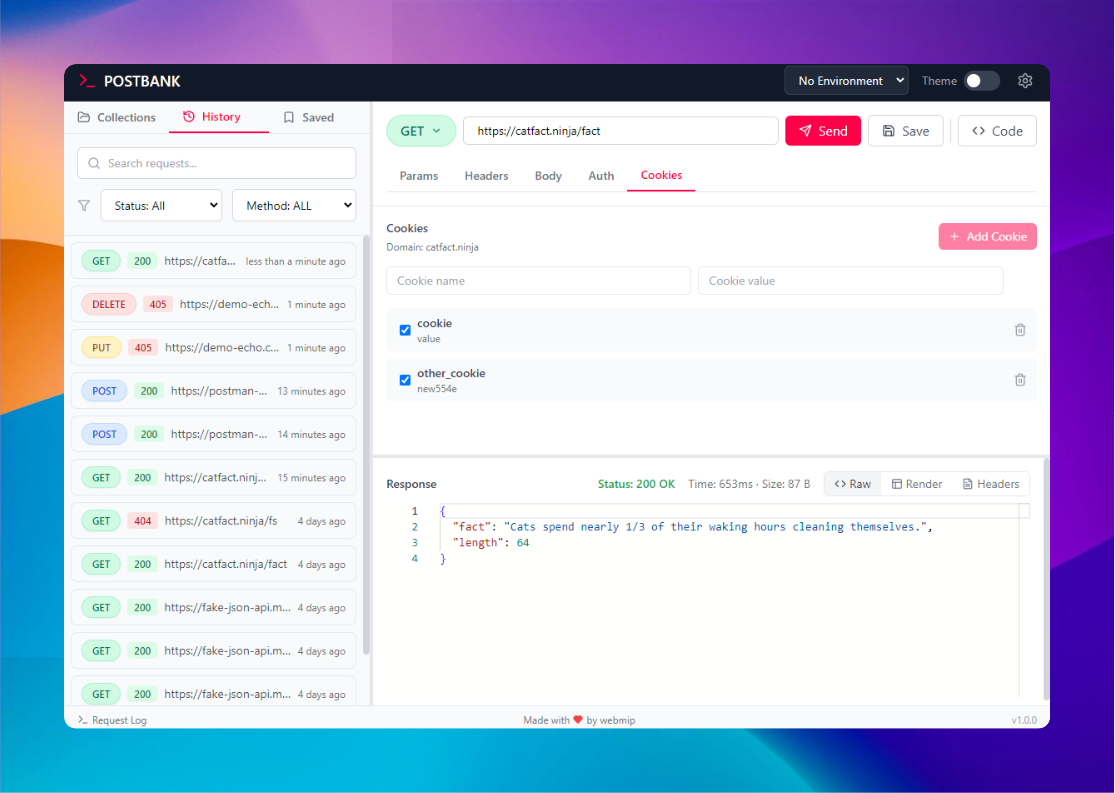 POSTBANK
No Environment
Theme
Collections
History
Saved
Search requests...
Status: All
Method: ALL
GET 200 https://catfa... less than a minute ago
DELETE 405 https://demo-ech... 1 minute ago
PUT 405 https://demo-echo.c... 1 minute ago
POST 200 https://postman-... 13 minutes ago
POST 200 https://postman-... 14 minutes ago
GET 200 https://catfact.ninj... 15 minutes ago
GET 404 https://catfact.ninja/fs 4 days ago
GET 200 https://catfact.ninja/fact 4 days ago
GET 200 https://fake-json-api.m... 4 days ago
GET 200 https://fake-json-api.m... 4 days ago
GET 200 https://fake-json-api.m... 4 days ago
GET
https://catfact.ninja/fact
Send
Save
<> Code
Params
Headers
Body
Auth
Cookies
Cookies
Domain: catfact.ninja
+ Add Cookie
Cookie name
Cookie value
cookie
value
other_cookie
new554e
Response
Status: 200 OK
Time: 653ms · Size: 87 B
<> Raw
Render
Headers
1 {
2 "fact": "Cats spend nearly 1/3 of their waking hours cleaning themselves.",
3 "length": 64
4 }
Request Log
Made with ❤ by webmip
v1.0.0